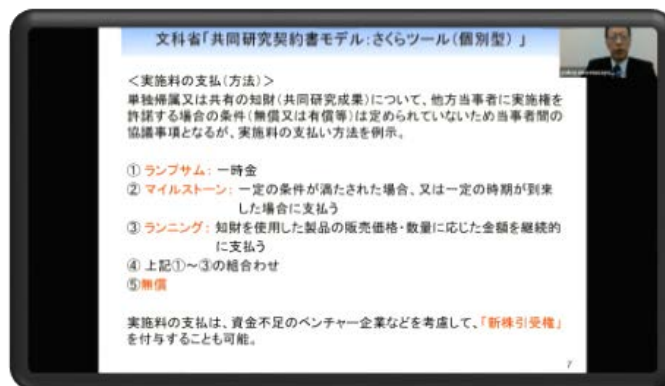 文科省「共同研究契約書モデル：さくらツール（個別型）」
＜実施料の支払（方法）＞
単独帰属又は共有の知財（共同研究成果）について、他方当事者に実施権を
許諾する場合の条件（無償又は有償等）は定められていないため当事者間の
協議事項となるが、実施料の支払い方法を例示。
① ランプサム： 一時金
② マイルストーン： 一定の条件が満たされた場合、又は一定の時期が到来
した場合に支払う
③ ランニング： 知財を使用した製品の販売価格・数量に応じた金額を継続的
に支払う
④ 上記①～③の組合わせ
⑤無償
実施料の支払は、資金不足のベンチャー企業などを考慮して、「新株引受権」
を付与することも可能。
7